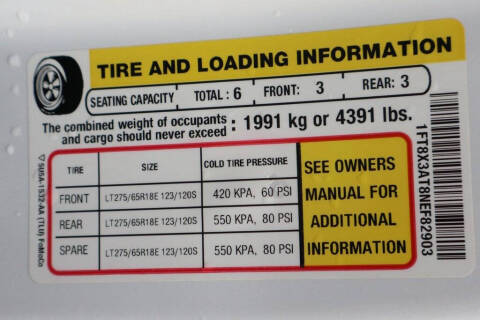 TIRE AND LOADING INFORMATION
SEATING CAPACITY TOTAL : 6 FRONT: 3 REAR: 3
The combined weight of occupants
and cargo should never exceed : 1991 kg or 4391 lbs.
TIRE SIZE COLD TIRE PRESSURE
FRONT LT275/65R18E 123/120S 420 KPA, 60 PSI
REAR LT275/65R18E 123/120S 550 KPA, 80 PSI
SPARE LT275/65R18E 123/120S 550 KPA, 80 PSI
SEE OWNERS
MANUAL FOR
ADDITIONAL
INFORMATION
1FT8X3AT8NEF82903
(TLU) FoMoCo